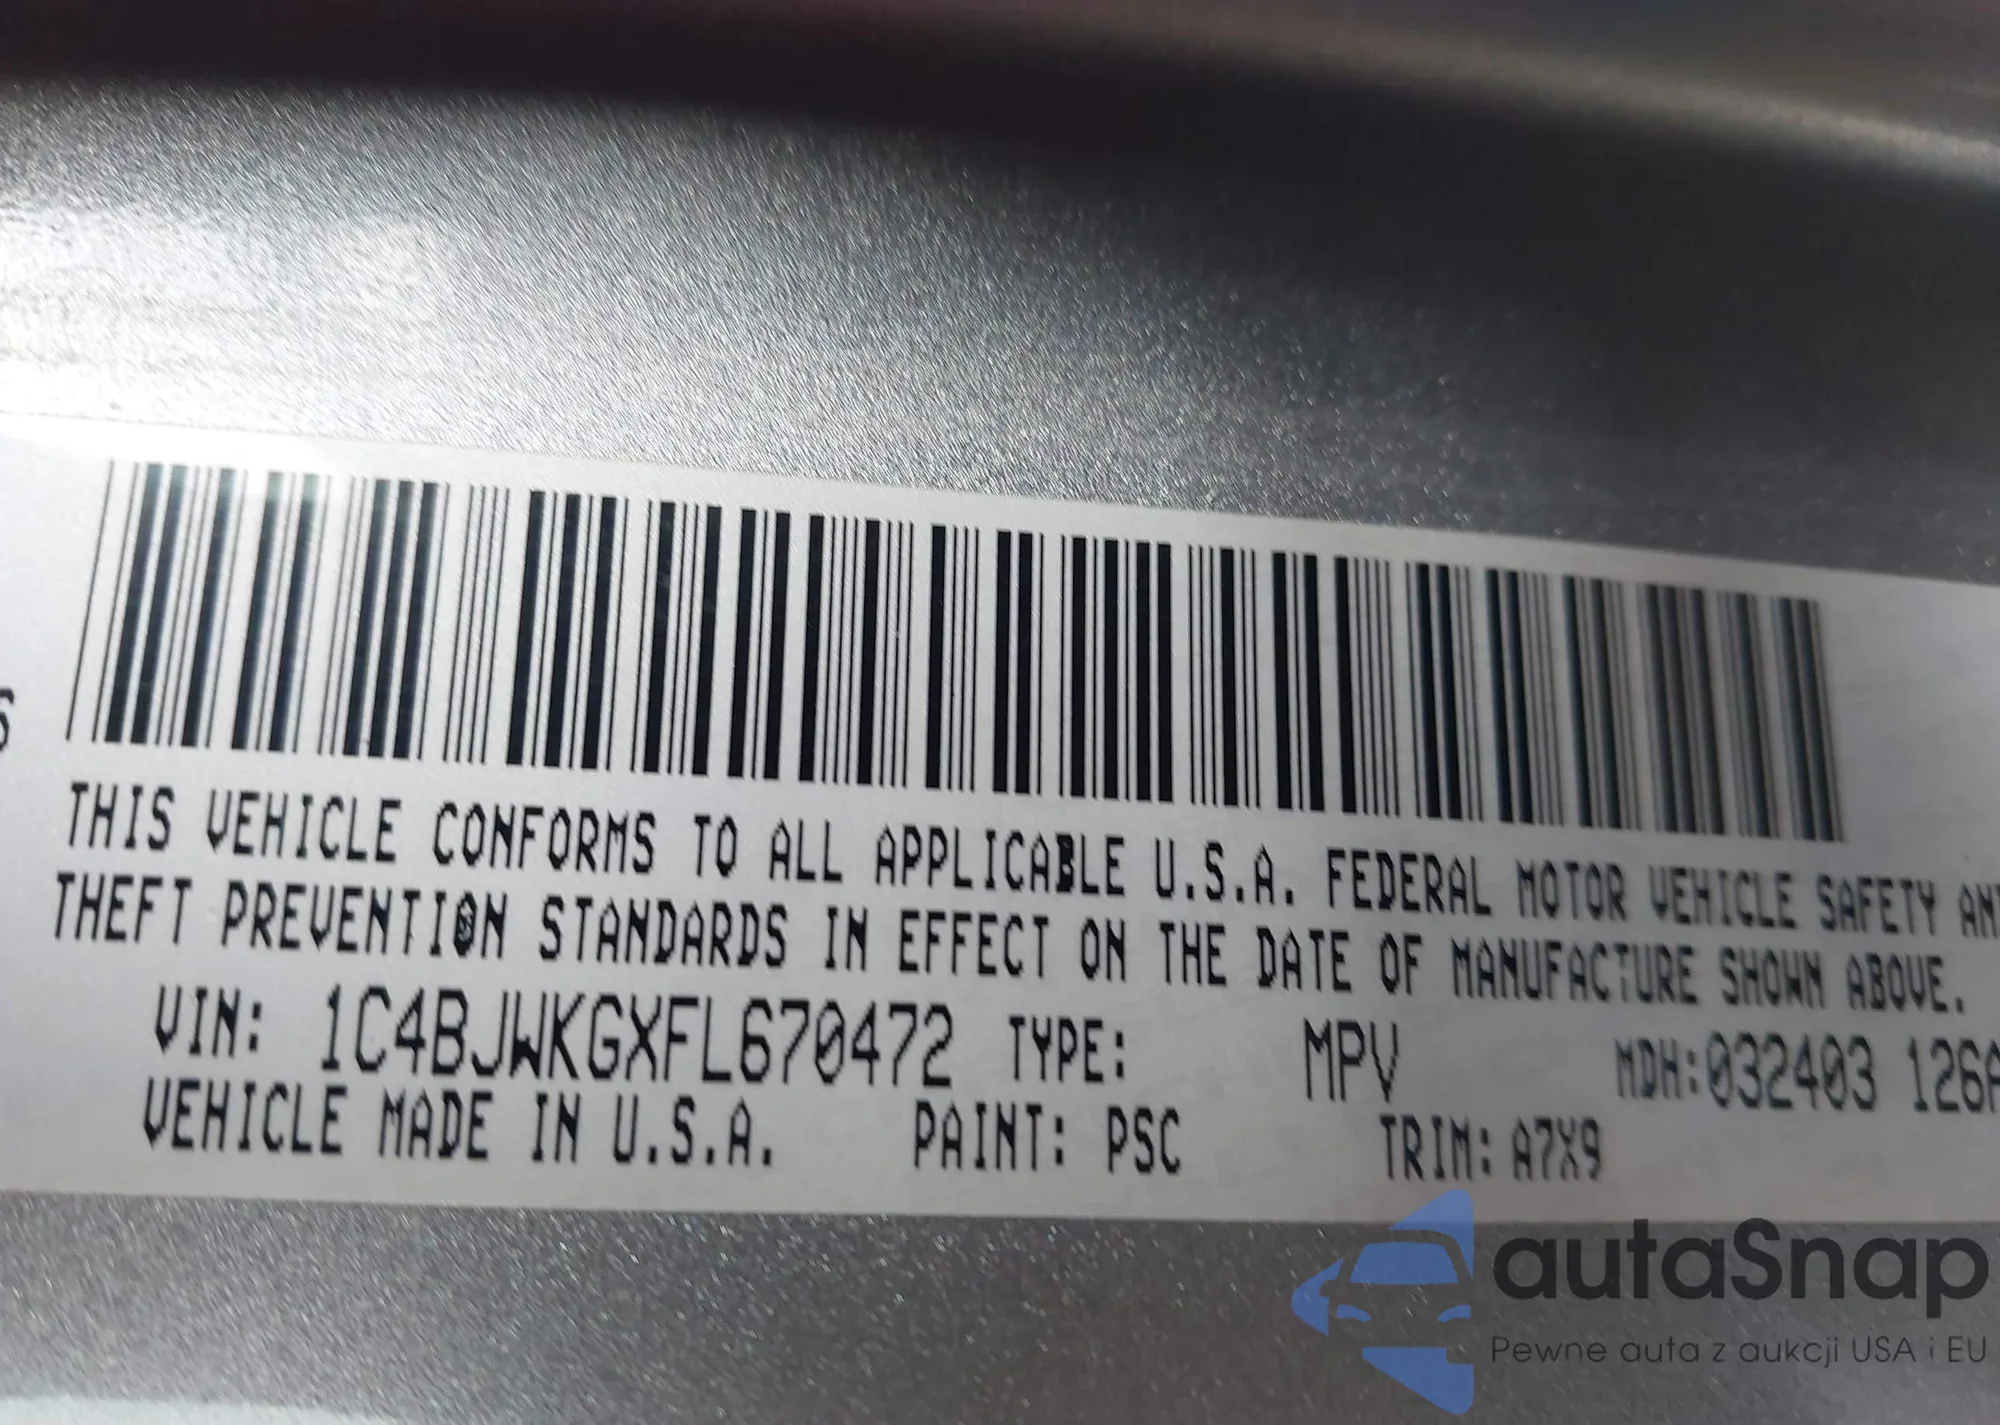 S
THIS VEHICLE CONFORMS TO ALL APPLICABLE U.S.A. FEDERAL MOTOR VEHICLE SAFETY AN
THEFT PREVENTION STANDARDS IN EFFECT ON THE DATE OF MANUFACTURE SHOWN ABOVE.
VIN: 1C4BJWKGXFL670472 TYPE: MPV MDH:032403 126A
VEHICLE MADE IN U.S.A. PAINT: PSC TRIM: A7X9
autaSnap
Pewne auta z aukcji USA i EU